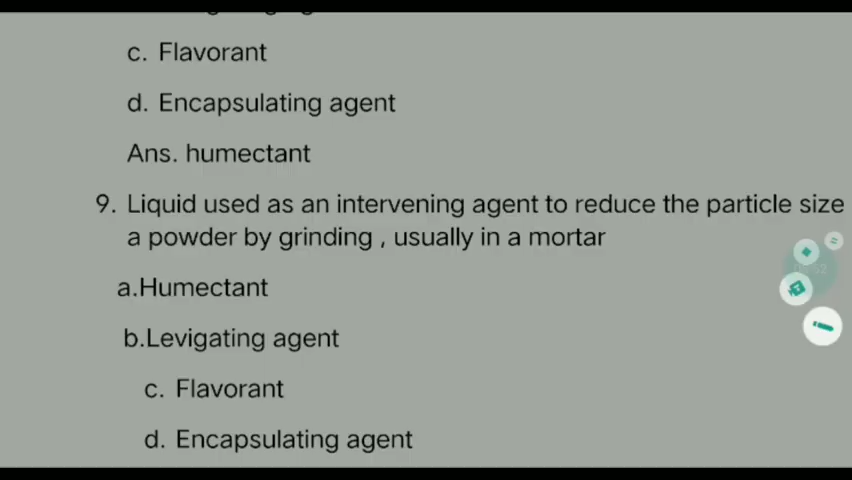 c. Flavorant
d. Encapsulating agent
Ans. humectant
9. Liquid used as an intervening agent to reduce the particle size
a powder by grinding , usually in a mortar
a.Humectant
b.Levigating agent
c. Flavorant
d. Encapsulating agent